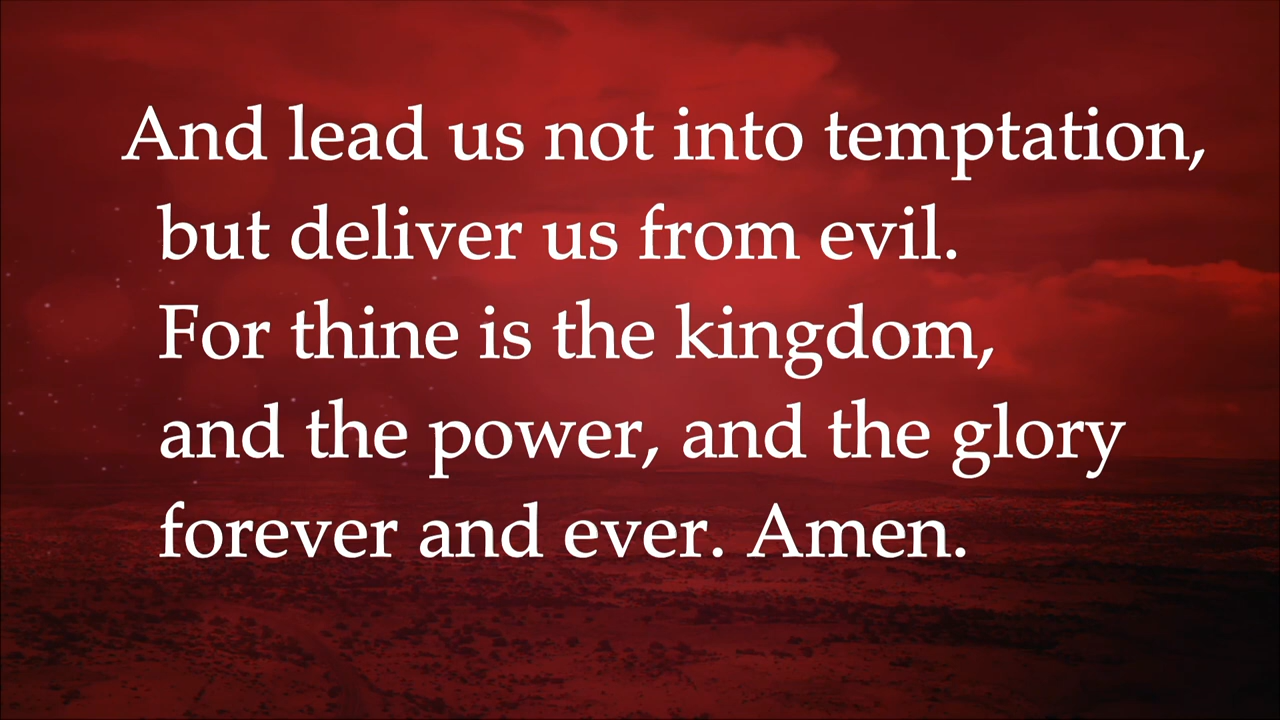 And lead us not into temptation,
but deliver us from evil.
For thine is the kingdom,
and the power, and the glory
forever and ever. Amen.